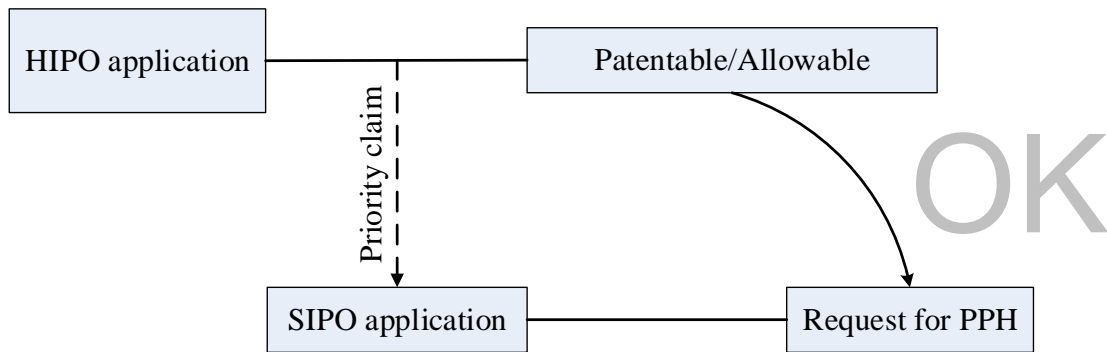 HIPO application
Patentable/Allowable
Priority claim
OK
SIPO application
Request for PPH